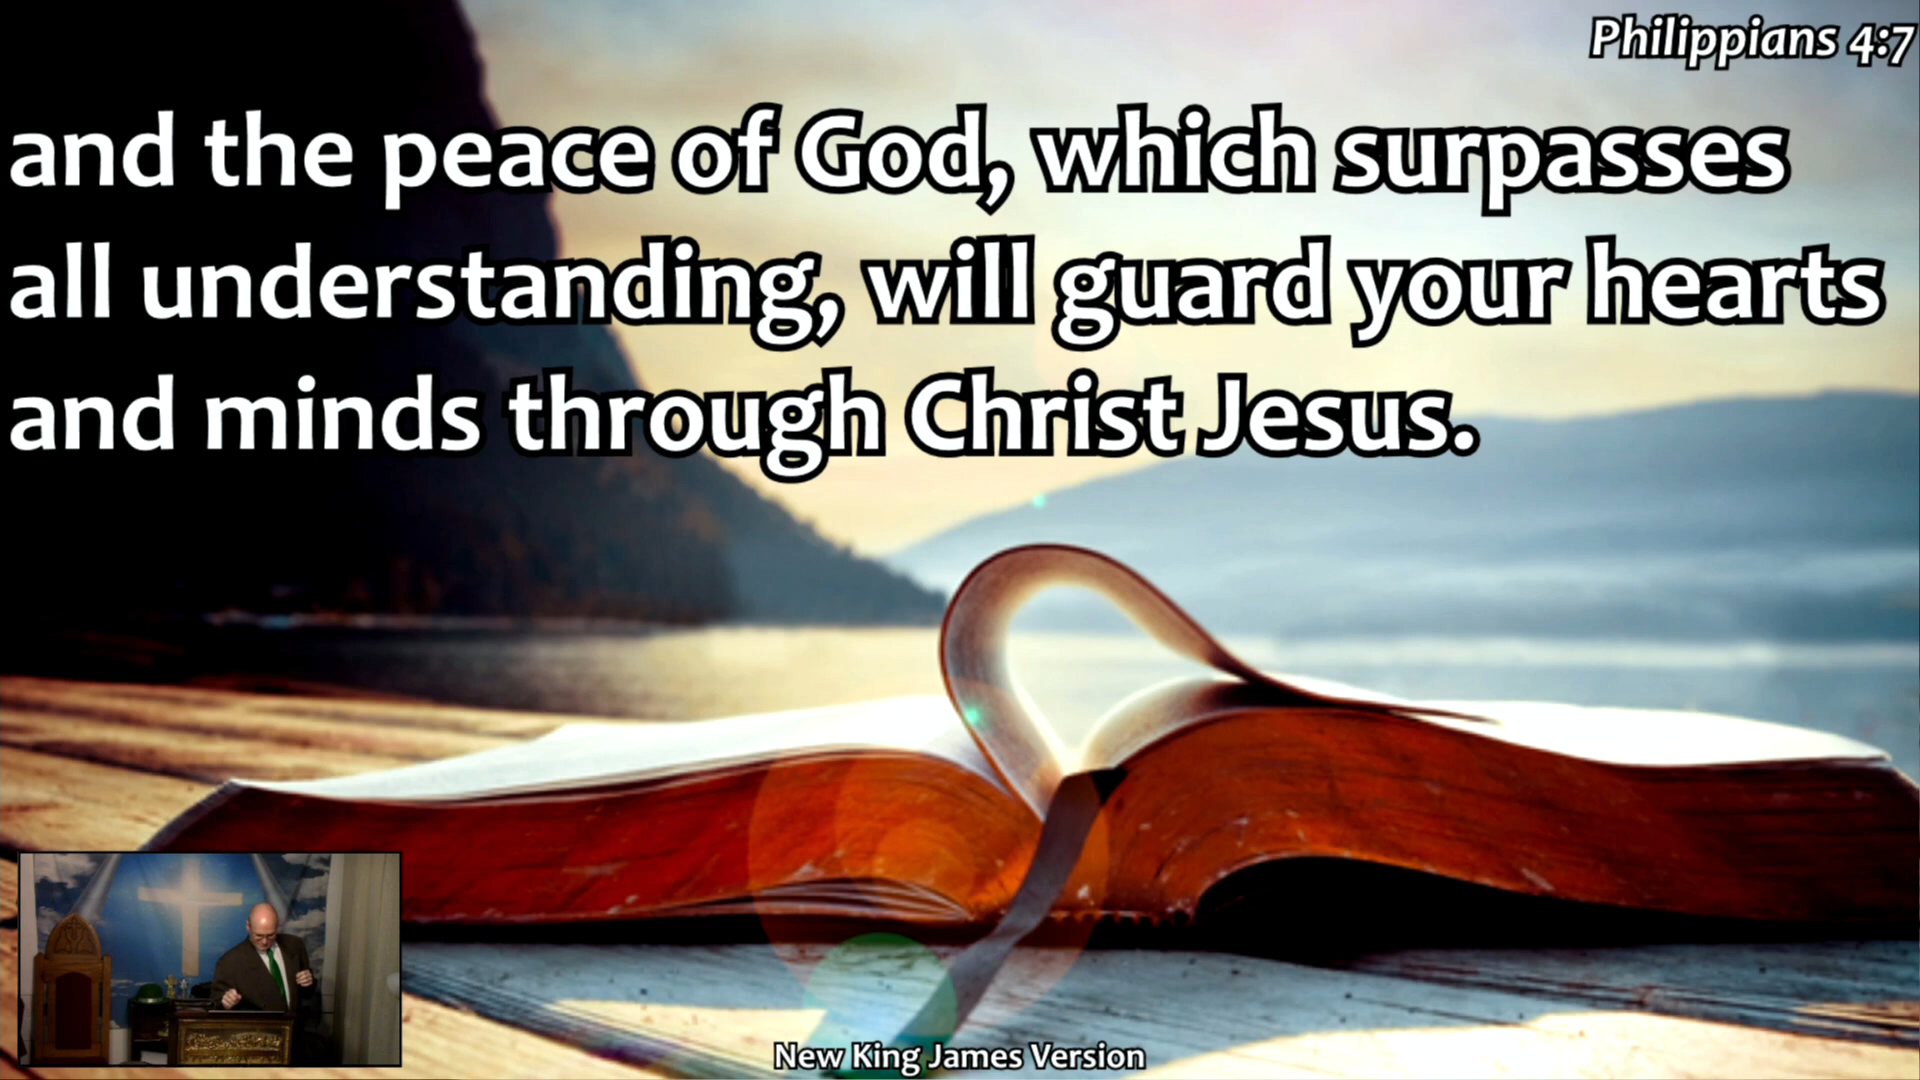 Philippians 4:7
and the peace of God, which surpasses
all understanding, will guard your hearts
and minds through Christ Jesus.
New King James Version